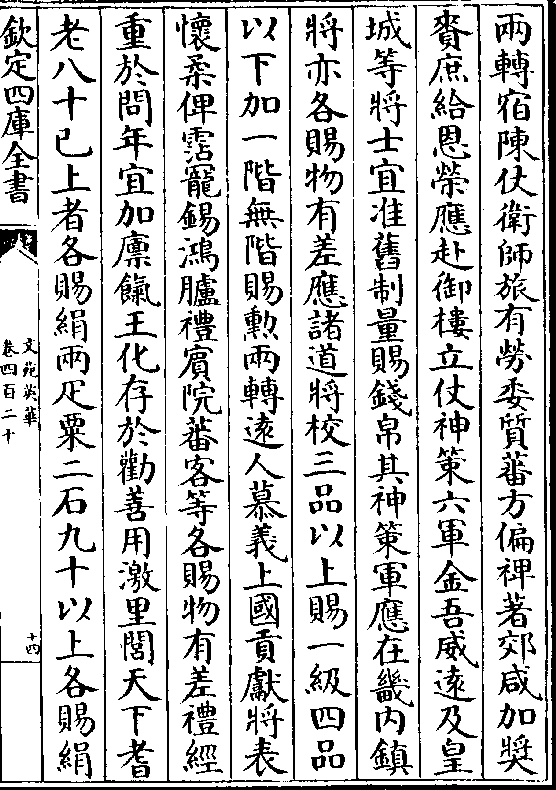 兩轉宿陳仗衛師旅有勞委質蕃方偏裨著郊咸加奬
賚庶給恩榮應赴御樓立仗神策六軍金吾威遠及皇
城等將士宜准舊制量賜錢帛其神策軍應在畿内鎮
將亦各賜物有差應諸道將校三品以上賜一級四品
以下加一階無階賜勲兩轉逺人慕義上國貢獻將表
懷柔俾霑寵錫鴻臚禮賓院蕃客等各賜物有差禮經
重於問年宜加廪餼王化存於勸善用激里閭天下耆
老八十已上者各賜絹兩疋粟二石九十以上各賜絹
欽定四庫全書
文苑英華
卷四百二十
十四